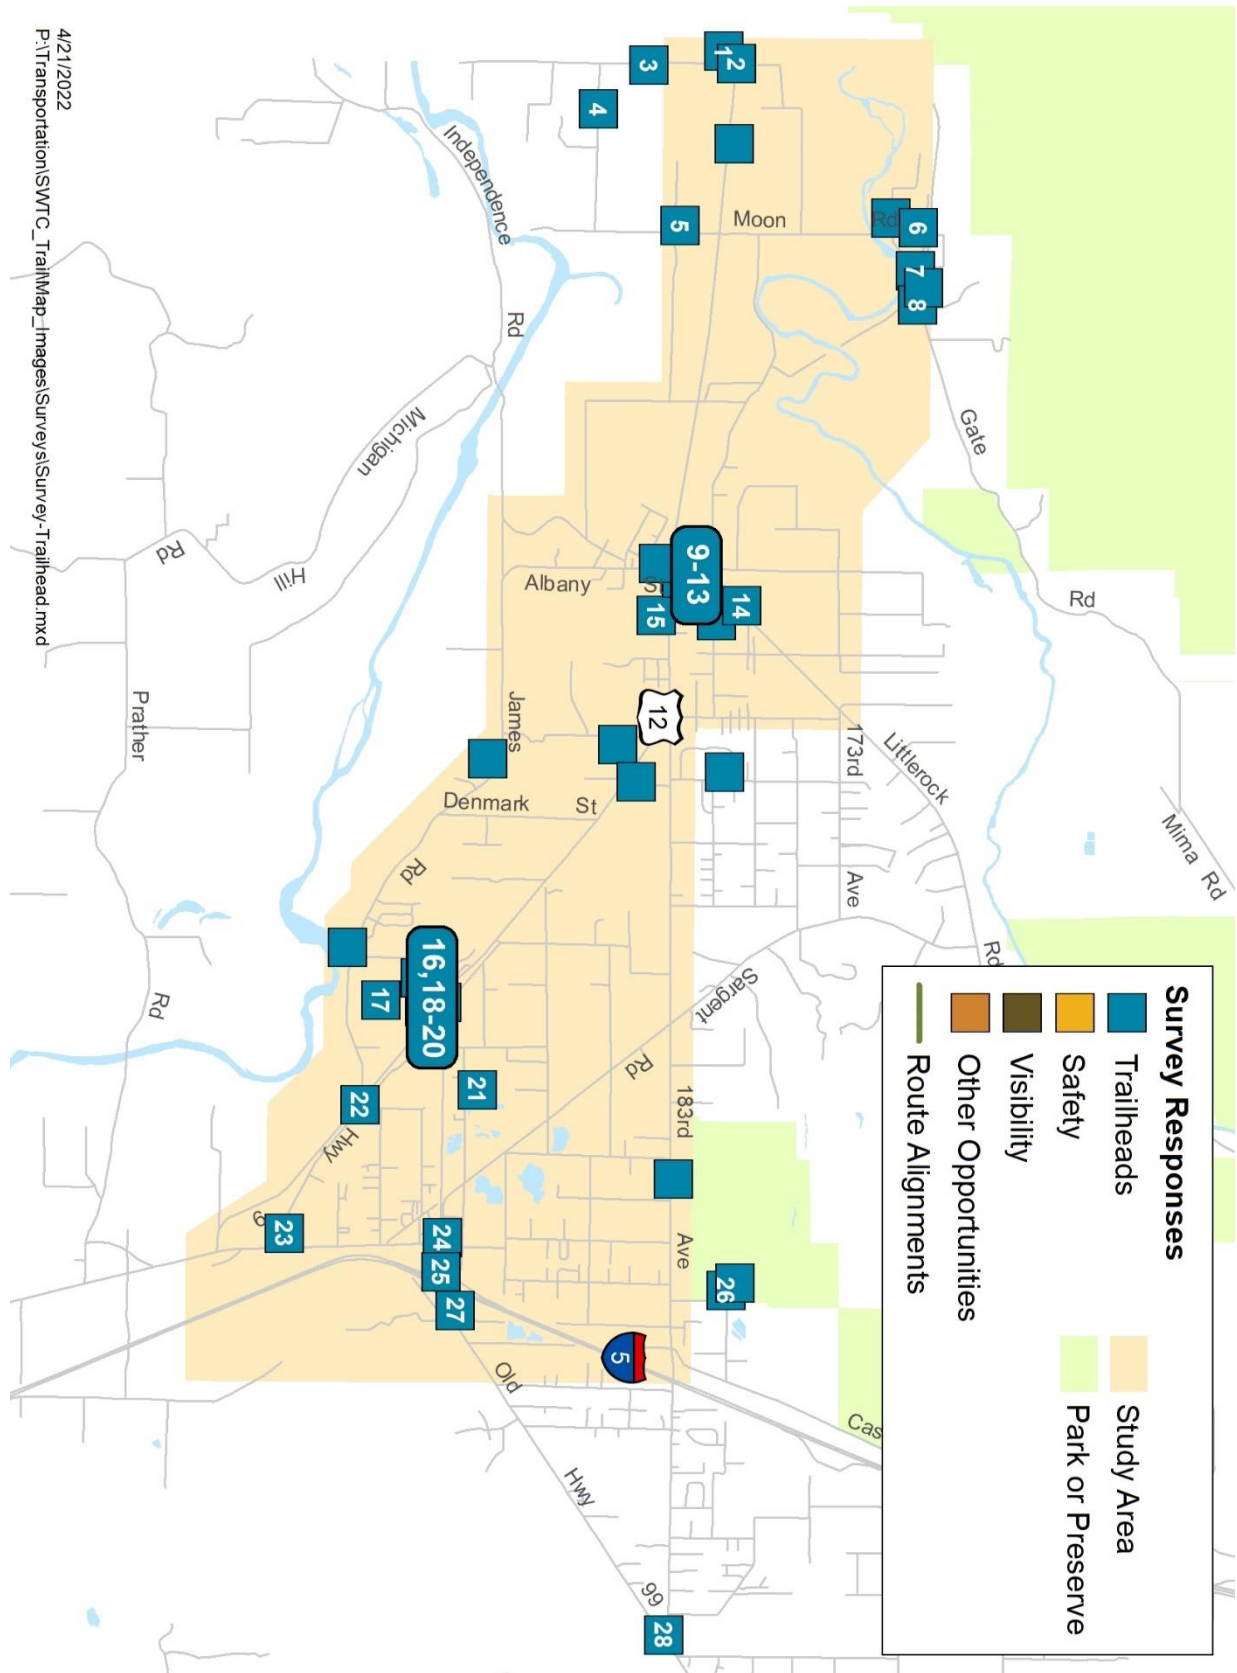 Survey Responses
Trailheads
Safety
Visibility
Other Opportunities
Route Alignments
Study Area
Park or Preserve
1
2
3
4
5
6
7
8
9-13
14
15
16,18-20
17
21
22
23
24
25
26
27
28
12
5
Moon
Rd
Gate
Rd
Mima Rd
Littlerock
Rd
173rd
Ave
183rd
Ave
Sargent
Rd
Albany
St
James
Rd
Denmark
St
Independence
Rd
Michigan
Hill
Rd
Prather
Rd
Hwy
9
Old
Hwy
99
Cas
4/21/2022
P:\Transportation\SWTC_Trail\Map_Images\Surveys\Survey-Trailhead.mxd